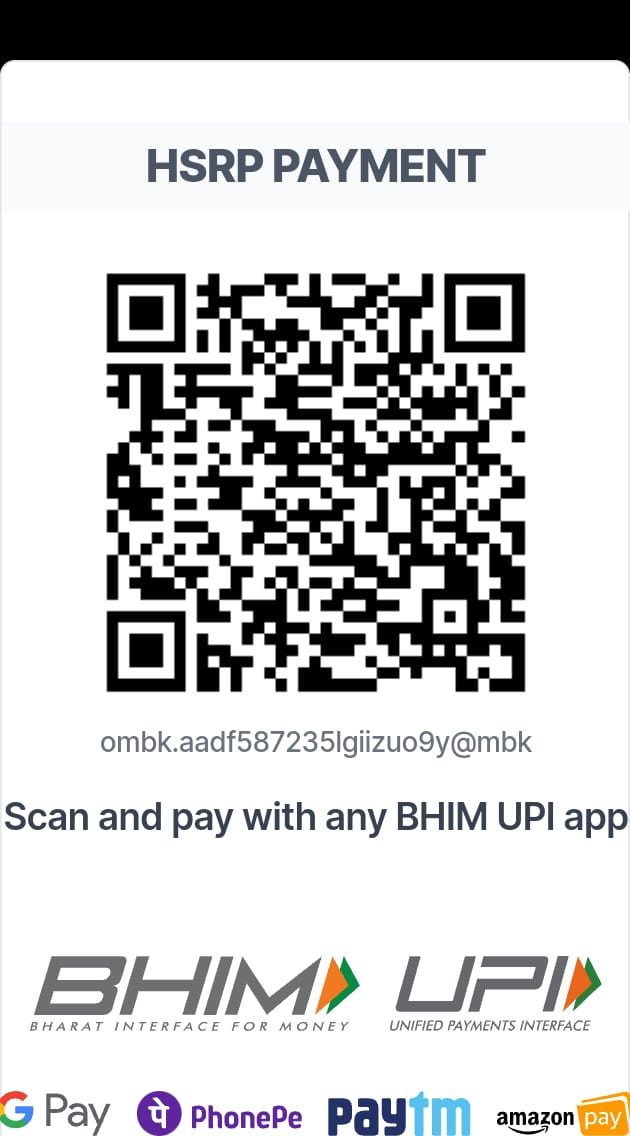 HSRP PAYMENT
ombk.aadf587235lgiizuo9y@mbk
Scan and pay with any BHIM UPI app
BHIM UPI
BHARAT INTERFACE FOR MONEY UNIFIED PAYMENTS INTERFACE
G Pay पे PhonePe paytm amazon pay